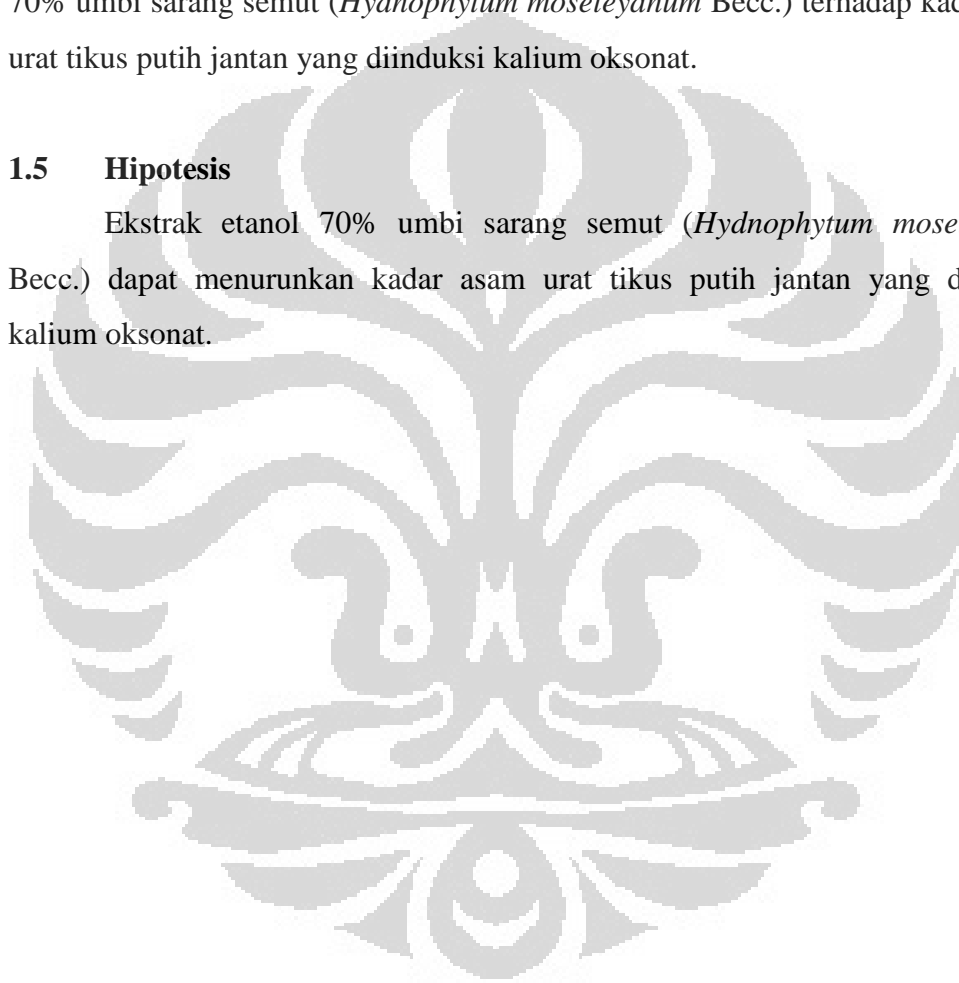 70% umbi sarang semut (Hydnophytum moseleyanum Becc.) terhadap
urat tikus putih jantan yang diinduksi kalium oksonat.
1.5 Hipotesis
Ekstrak etanol 70% umbi sarang semut (Hydnophytum mose
Becc.) dapat menurunkan kadar asam urat tikus putih jantan yang d
kalium oksonat.